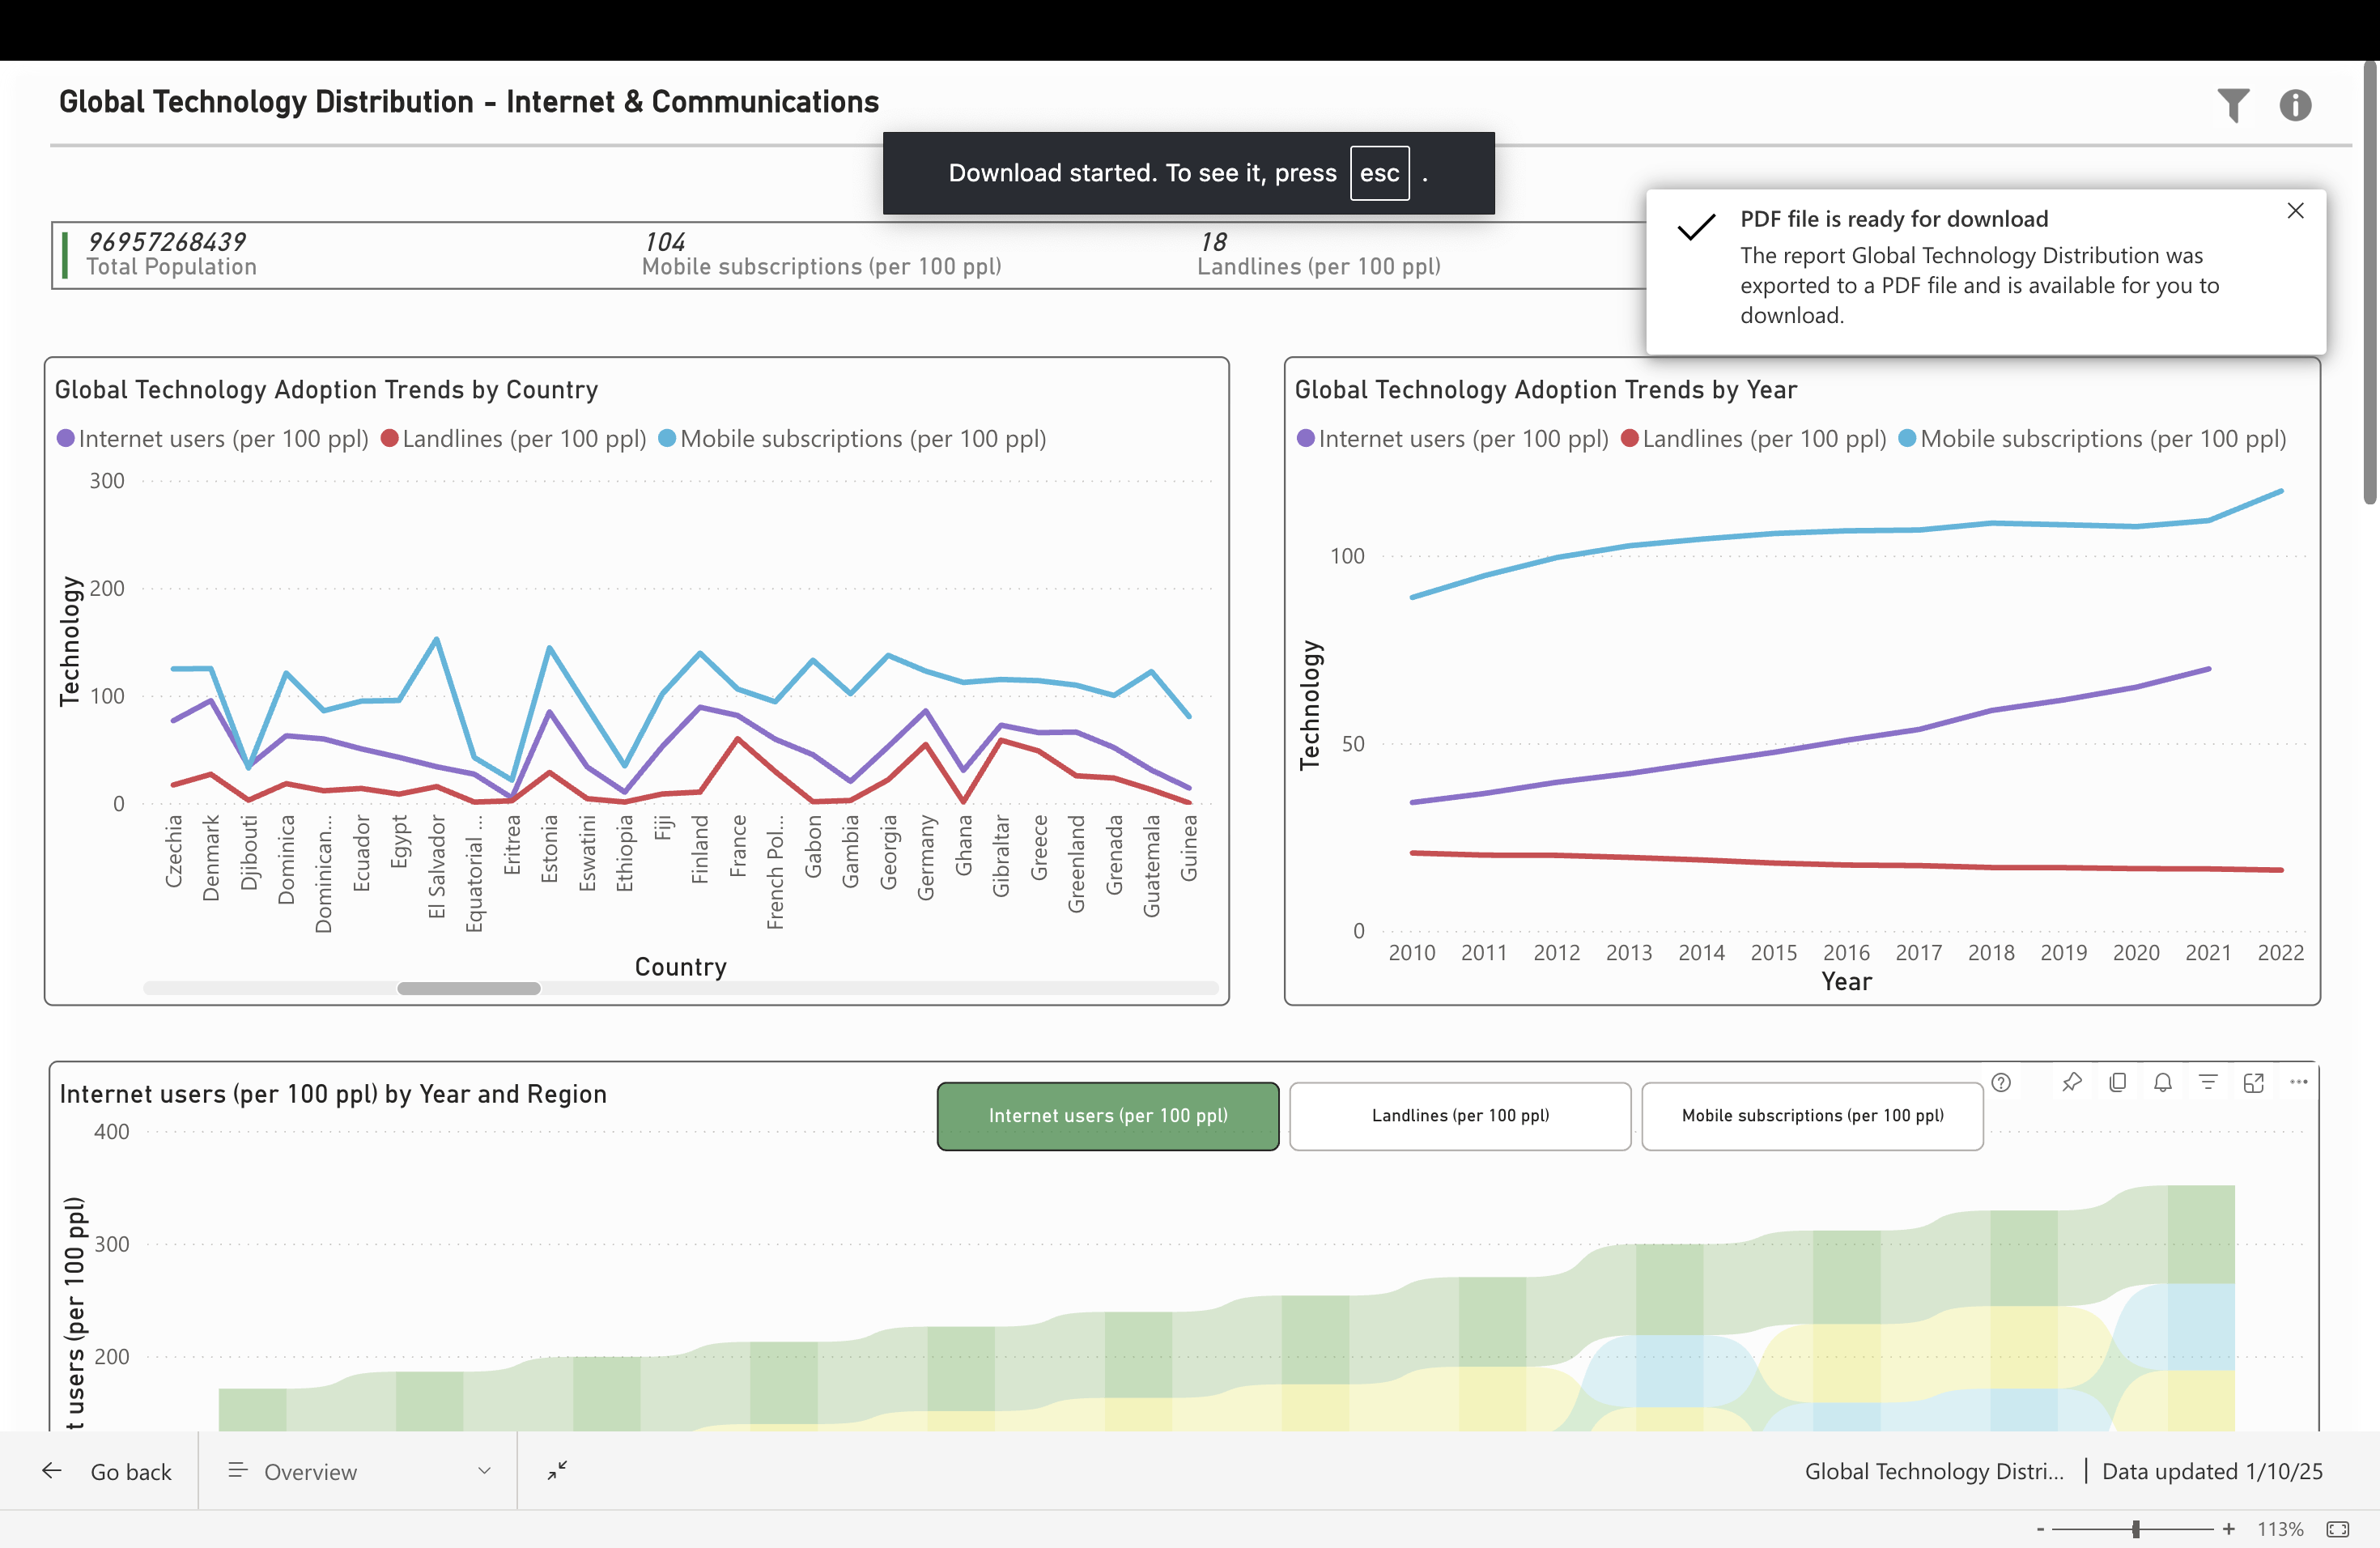 Global Technology Distribution - Internet & Communications
Download started. To see it, press esc .
PDF file is ready for download
The report Global Technology Distribution was
exported to a PDF file and is available for you to
download.
96957268439
Total Population
104
Mobile subscriptions (per 100 ppl)
18
Landlines (per 100 ppl)
Global Technology Adoption Trends by Country
Internet users (per 100 ppl) Landlines (per 100 ppl) Mobile subscriptions (per 100 ppl)
300
200
100
0
Technology
Czechia
Denmark
Djibouti
Dominica
Dominican...
Ecuador
Egypt
El Salvador
Equatorial ...
Eritrea
Estonia
Eswatini
Ethiopia
Fiji
Finland
France
French Pol...
Gabon
Gambia
Georgia
Germany
Ghana
Gibraltar
Greece
Greenland
Grenada
Guatemala
Guinea
Country
Global Technology Adoption Trends by Year
Internet users (per 100 ppl) Landlines (per 100 ppl) Mobile subscriptions (per 100 ppl)
100
50
0
Technology
2010 2011 2012 2013 2014 2015 2016 2017 2018 2019 2020 2021 2022
Year
Internet users (per 100 ppl) by Year and Region
Internet users (per 100 ppl)
Landlines (per 100 ppl)
Mobile subscriptions (per 100 ppl)
400
300
200
t users (per 100 ppl)
Go back
Overview
Global Technology Distri... | Data updated 1/10/25
- + 113%